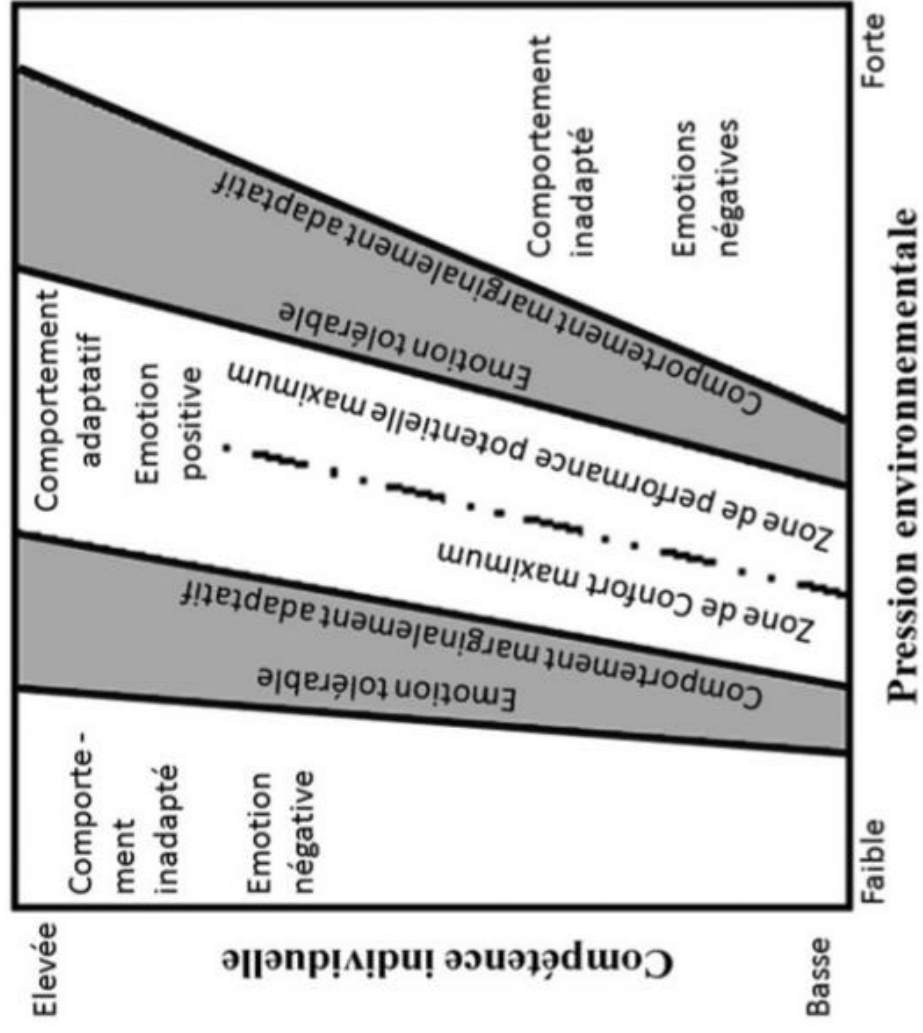 Elevée
Compétence individuelle
Basse
Comporte-
ment
inadapté
Emotion
négative
Emotion tolérable
Comportement marginalement adaptatif
Comportement
adaptatif
Emotion
positive
Zone de Confort maximum
Zone de performance potentielle maximum
Emotion tolérable
Comportement marginalement adaptatif
Comportement
inadapté
Emotions
négatives
Faible
Pression environnementale
Forte